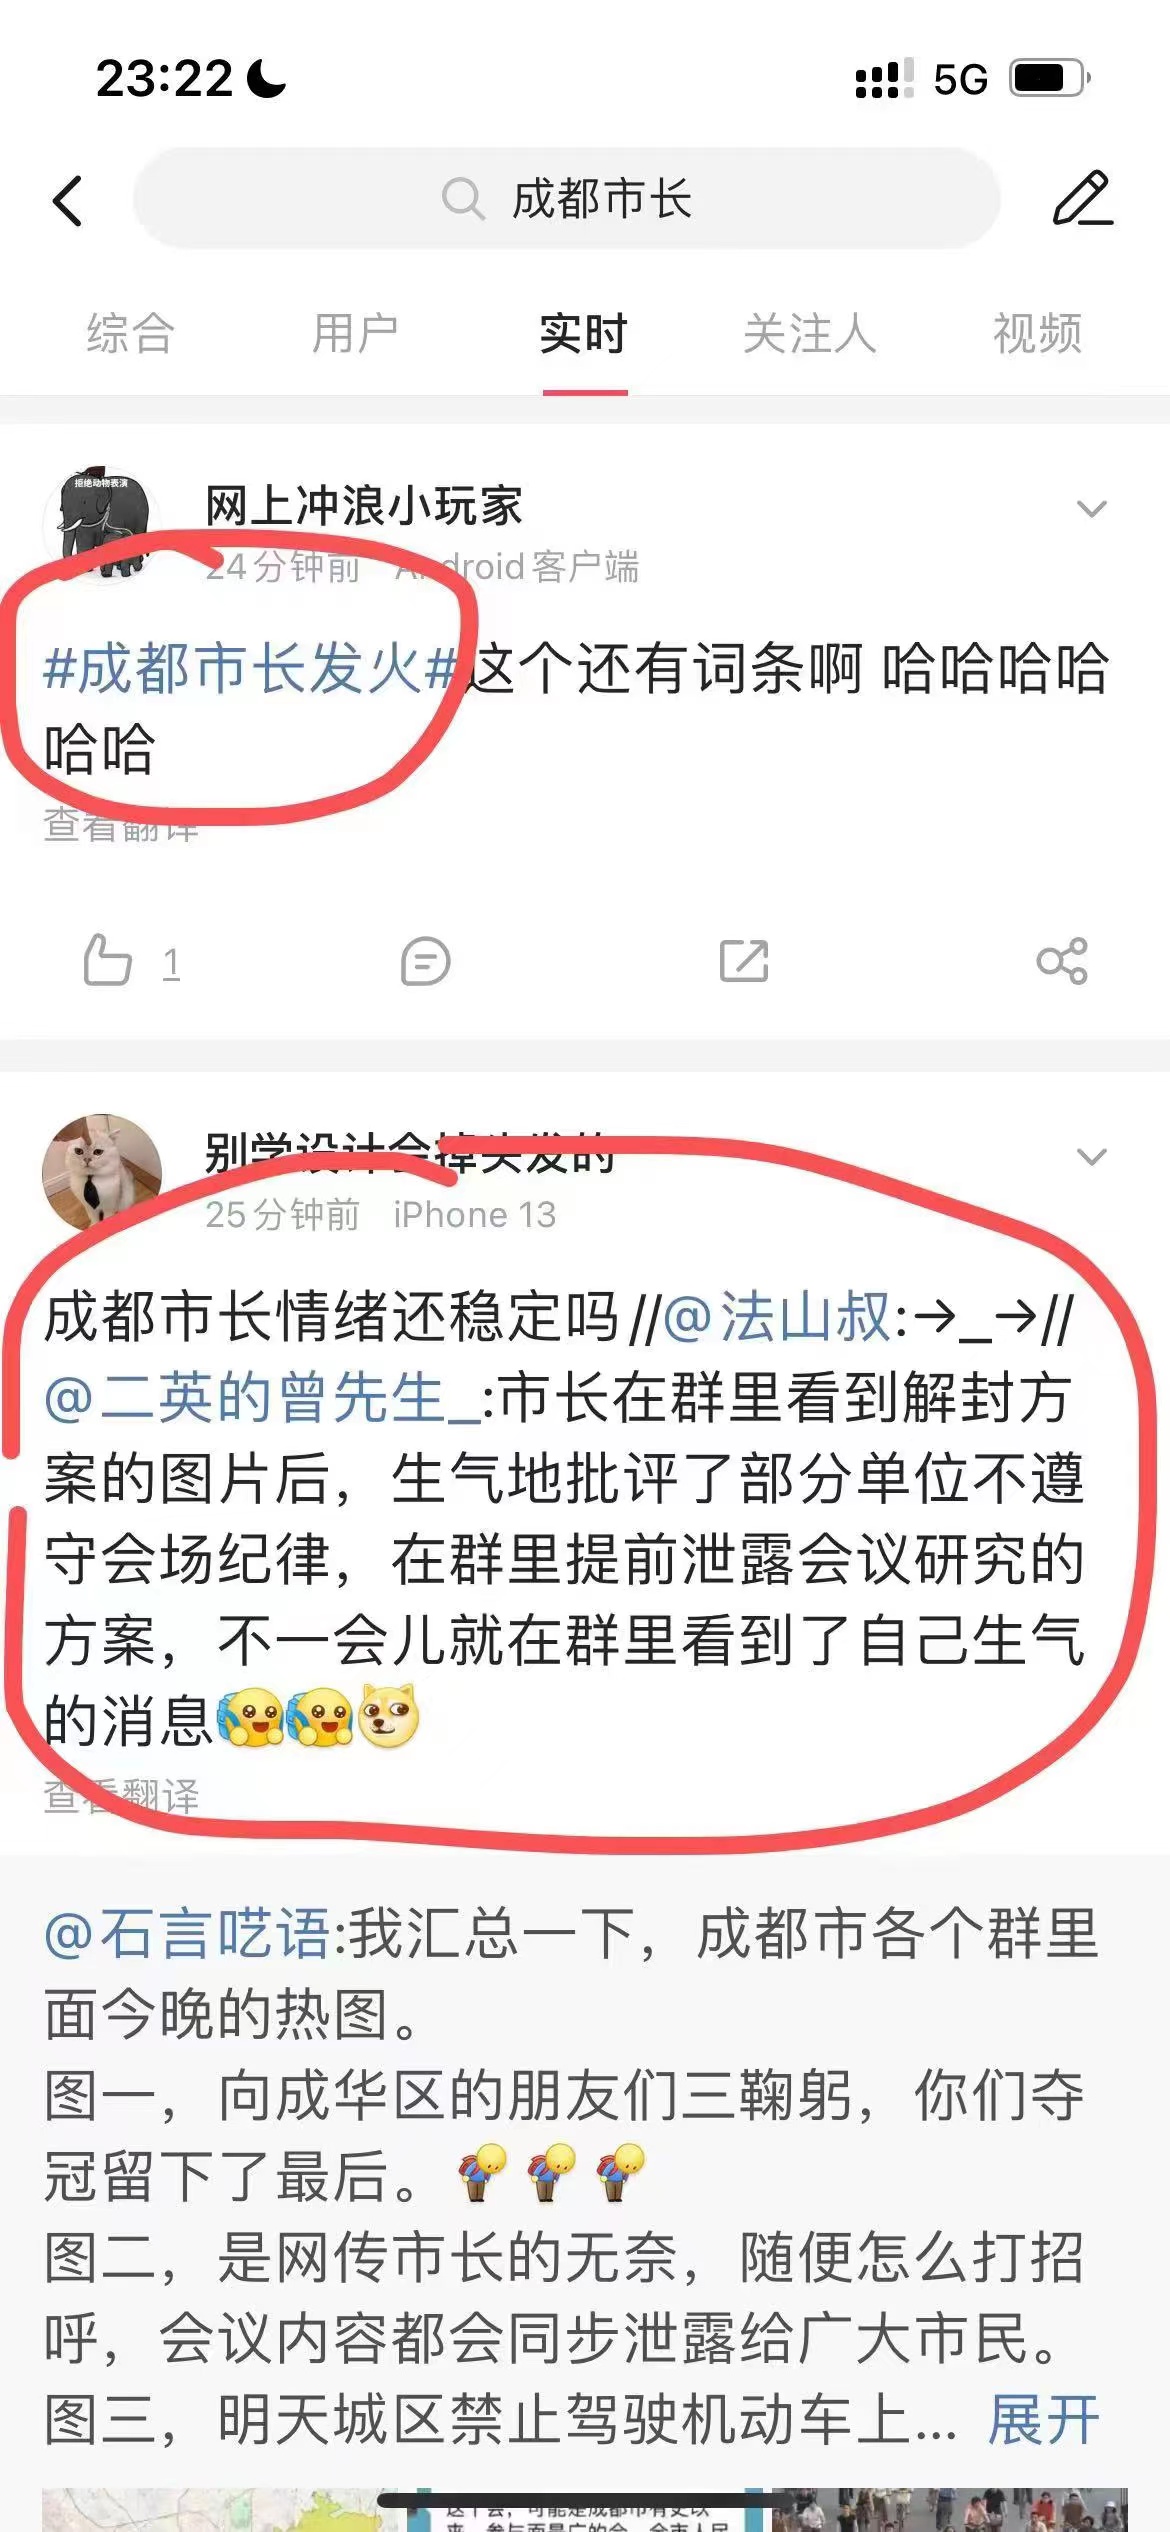 23:22
5G
成都市长
综合 用户 实时 关注人 视频
拒绝动物表演
网上冲浪小玩家
24分钟前 Android客户端
#成都市长发火#这个还有词条啊 哈哈哈哈
哈哈
查看翻译
1
别学设计会掉头发的
25分钟前 iPhone 13
成都市长情绪还稳定吗//@法山叔:→_→//
@二英的曾先生_:市长在群里看到解封方
案的图片后，生气地批评了部分单位不遵
守会场纪律，在群里提前泄露会议研究的
方案，不一会儿就在群里看到了自己生气
的消息
查看翻译
@石言呓语:我汇总一下，成都市各个群里
面今晚的热图。
图一，向成华区的朋友们三鞠躬，你们夺
冠留下了最后。
图二，是网传市长的无奈，随便怎么打招
呼，会议内容都会同步泄露给广大市民。
图三，明天城区禁止驾驶机动车上... 展开